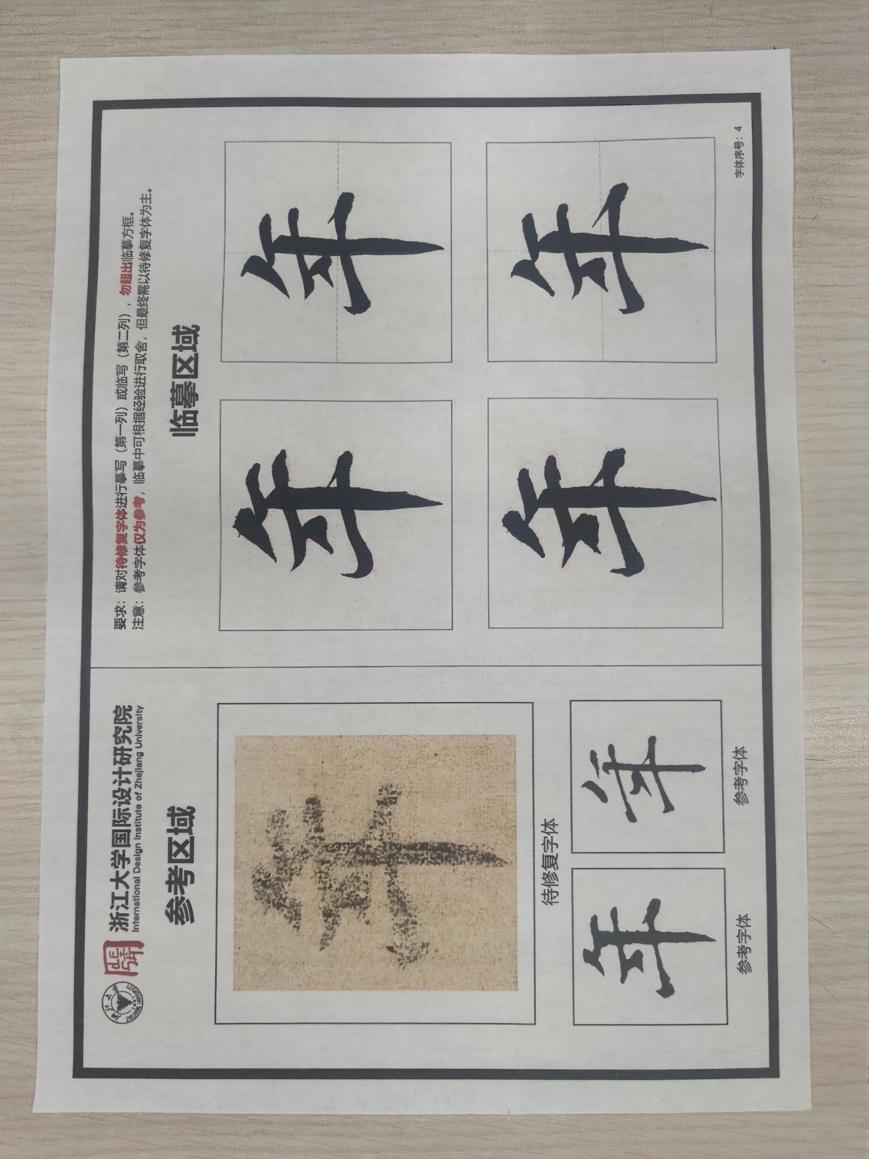 浙江大学国际设计研究院
International Design Institute of Zhejiang University
参考区域
年
待修复字体
年
年
参考字体
参考字体
要求：请对待修复字体进行摹写（第一列）或临写（第二列），勿超出临摹方框。
注意：参考字体仅为参考，临摹中可根据经验进行取舍，但最终需以待修复字体为主。
临摹区域
年
年
年
年
字体序号：4